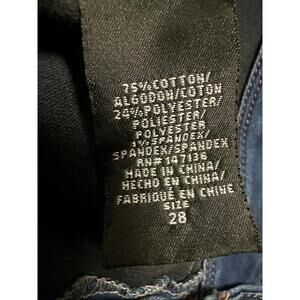 75%COTTON/
ALGODON/COTON
24%POLYESTER/
POLIESTER/
POLYESTER
1%SPANDEX/
SPANDEX/SPANDEX
RN#147136
MADE IN CHINA/
HECHO EN CHINA/
FABRIQUÉ EN CHINE
SIZE
28